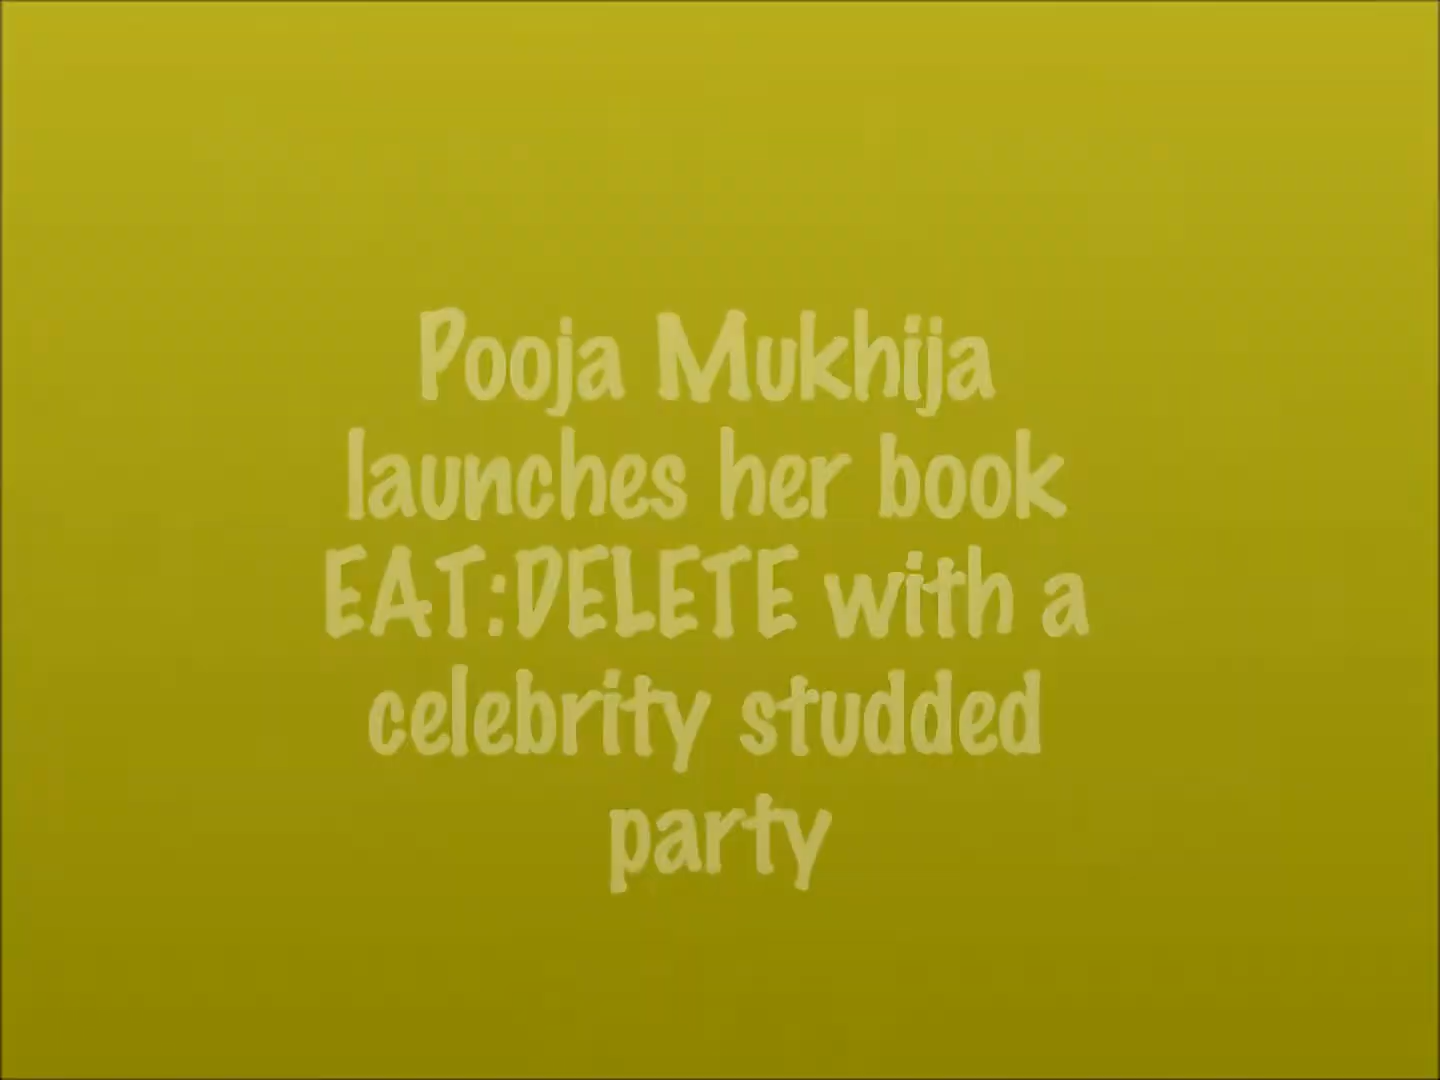 Pooja Mukhija
launches her book
EAT:DELETE with a
celebrity studded
party